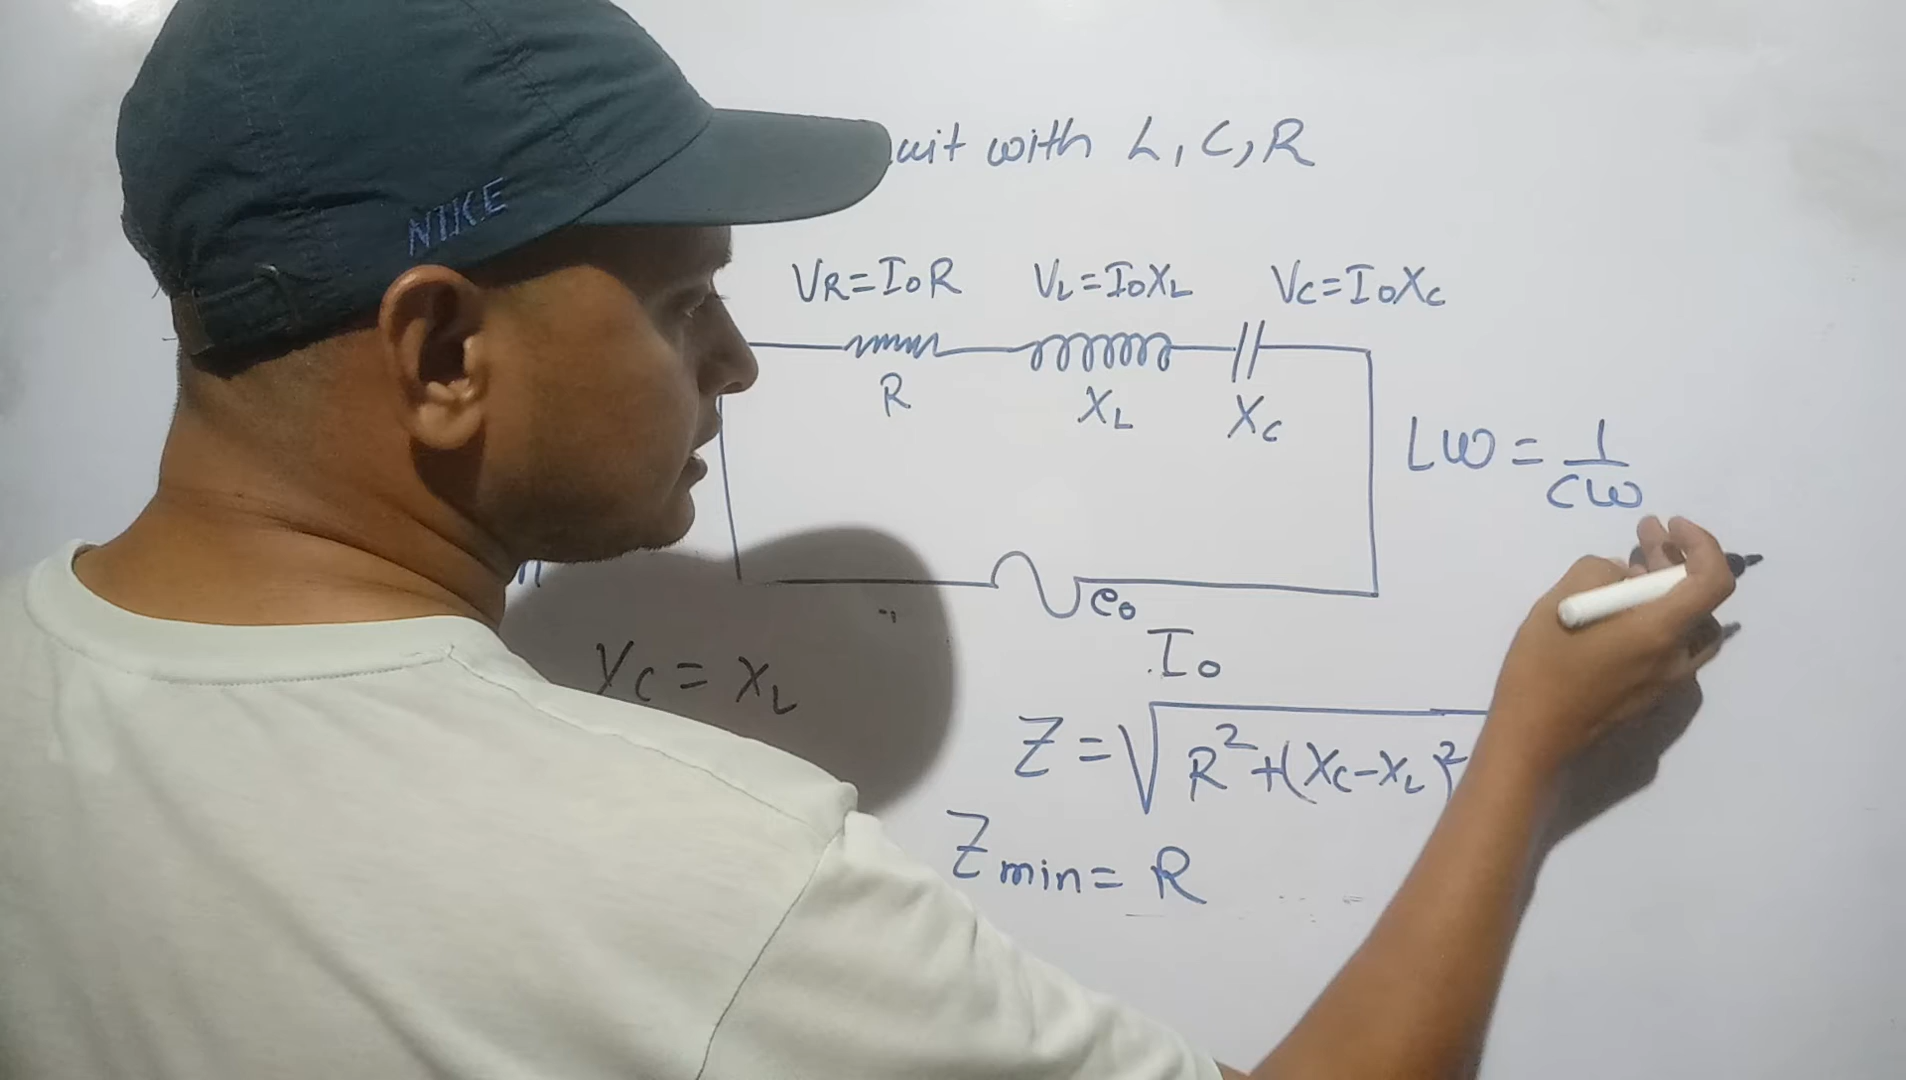 uit with L, C, R
NIKE
VR=I₀R VL=I₀XL VC=I₀XC
R XL XC
Lω = 1/Cω
e₀
I₀
XC = XL
Z = √R²+(XC-XL)²
Zmin = R